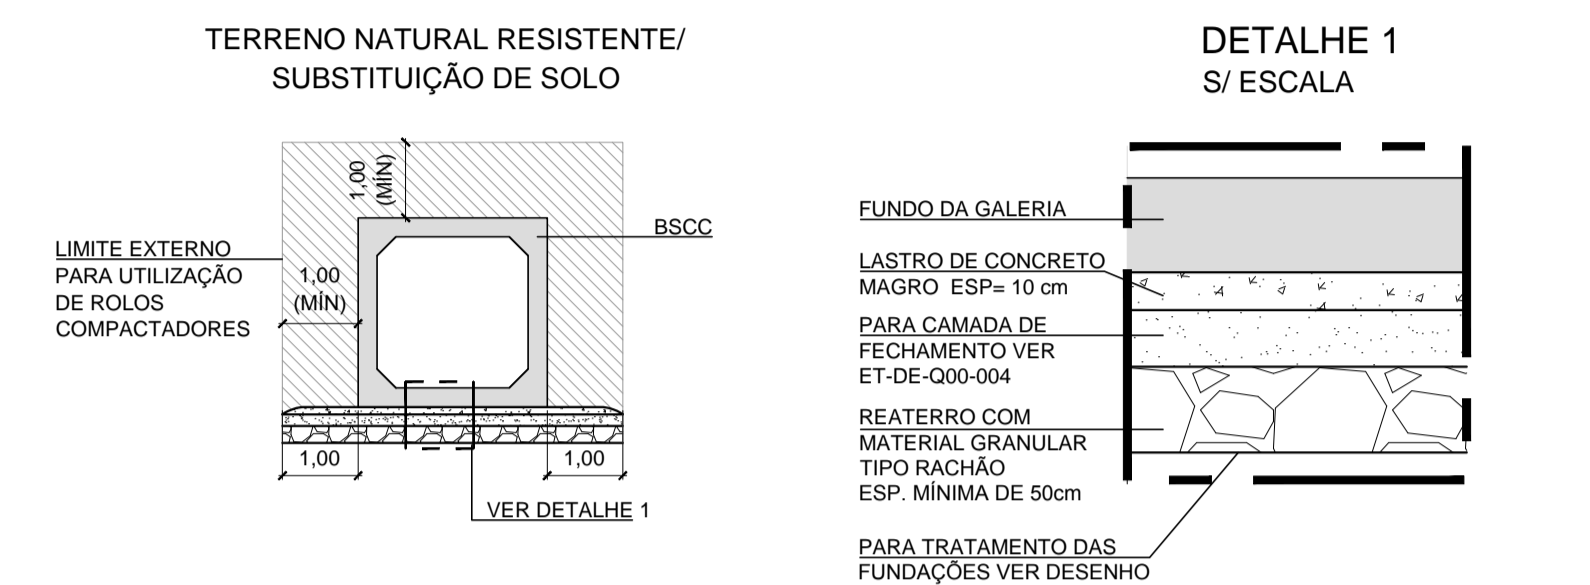 TERRENO NATURAL RESISTENTE/
SUBSTITUIÇÃO DE SOLO
1,00
(MÍN)
BSCC
LIMITE EXTERNO
PARA UTILIZAÇÃO
DE ROLOS
COMPACTADORES
1,00
(MÍN)
1,00
1,00
VER DETALHE 1
DETALHE 1
S/ ESCALA
FUNDO DA GALERIA
LASTRO DE CONCRETO
MAGRO ESP= 10 cm
PARA CAMADA DE
FECHAMENTO VER
ET-DE-Q00-004
REATERRO COM
MATERIAL GRANULAR
TIPO RACHÃO
ESP. MÍNIMA DE 50cm
PARA TRATAMENTO DAS
FUNDAÇÕES VER DESENHO